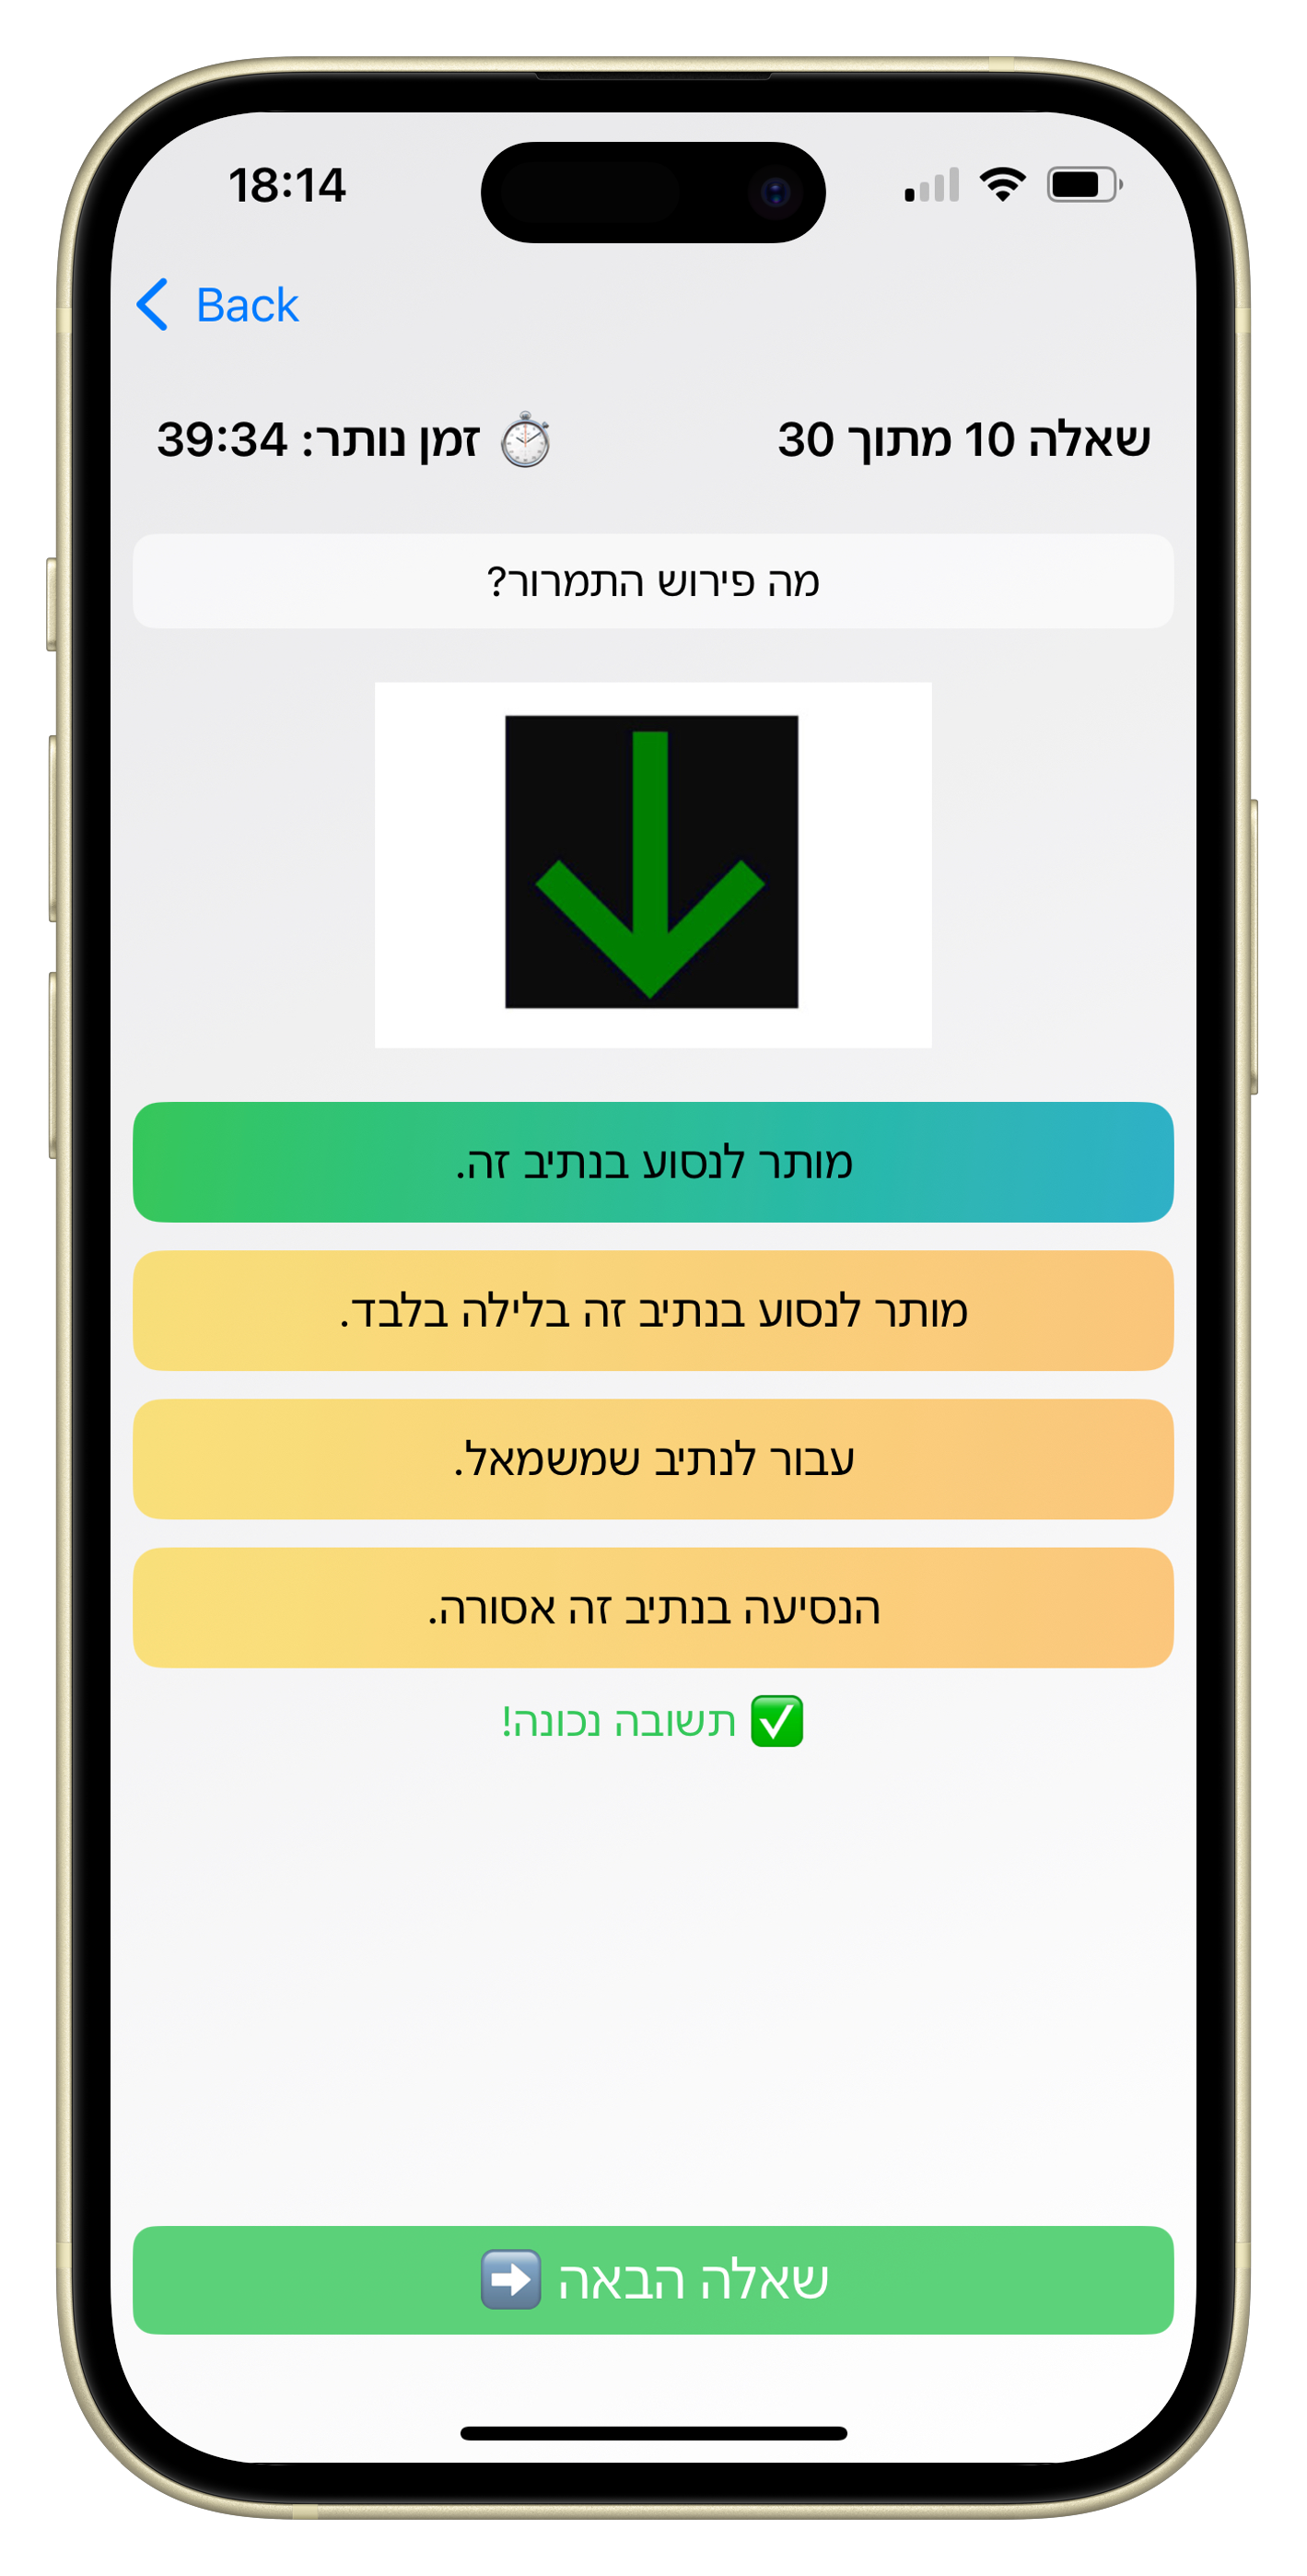 18:14
Back
שאלה 10 מתוך 30
⏱️ זמן נותר: 39:34
מה פירוש התמרור?
מותר לנסוע בנתיב זה.
מותר לנסוע בנתיב זה בלילה בלבד.
עבור לנתיב שמשמאל.
הנסיעה בנתיב זה אסורה.
✅ תשובה נכונה!
שאלה הבאה ➡️